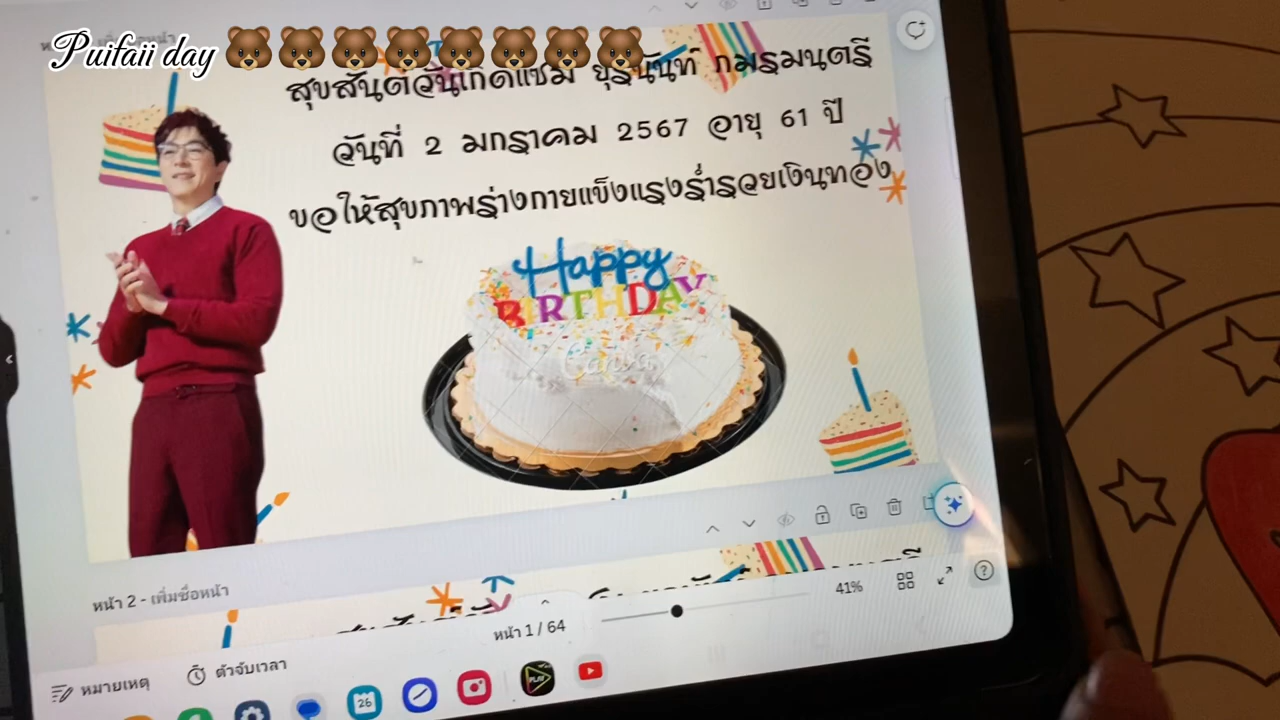 Puifaii day
สุขสันต์วันเกิดแซม ยุรนันท์ ภมรมนตรี
วันที่ 2 มกราคม 2567 อายุ 61 ปี
ขอให้สุขภาพร่างกายแข็งแรงร่ำรวยเงินทอง
Happy
BIRTHDAY
Canva
หน้า 2 - เพิ่มชื่อหน้า
หน้า 1 / 64
41%
หมายเหตุ
ตัวจับเวลา
26
PLAY